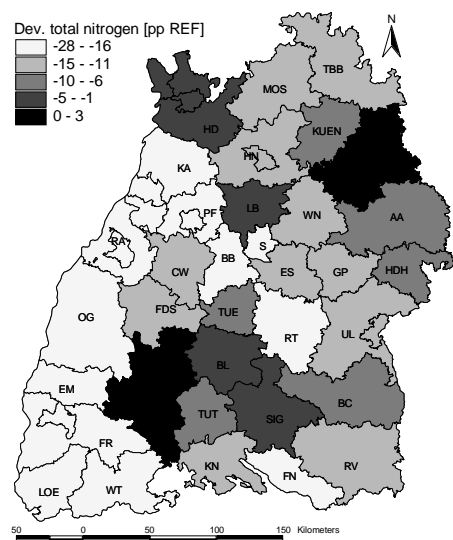 Dev. total nitrogen [pp REF]
-28 - -16
-15 - -11
-10 - -6
-5 - -1
0 - 3
N
TBB
MOS
HD
KUEN
HN
KA
LB
PF
WN
AA
RA
S
BB
CW
ES
GP
HDH
OG
FDS
TUE
RT
UL
BL
EM
TUT
SIG
BC
FR
KN
FN
RV
LOE
WT
50 0 50 100 150 Kilometers